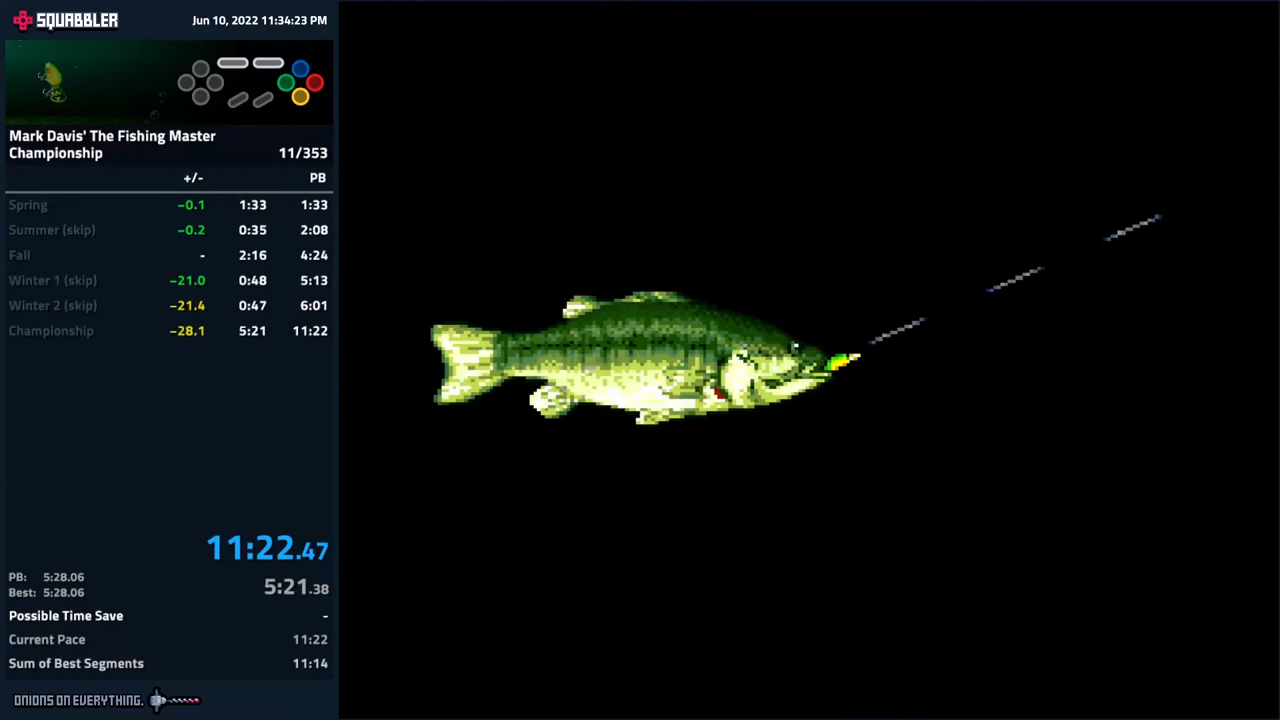 SQUABBLER
Jun 10, 2022 11:34:23 PM
Mark Davis' The Fishing Master
Championship 11/353
+/- PB
Spring −0.1 1:33 1:33
Summer (skip) −0.2 0:35 2:08
Fall - 2:16 4:24
Winter 1 (skip) −21.0 0:48 5:13
Winter 2 (skip) −21.4 0:47 6:01
Championship −28.1 5:21 11:22
11:22.47
PB: 5:28.06
Best: 5:28.06
5:21.38
Possible Time Save -
Current Pace 11:22
Sum of Best Segments 11:14
ONIONS ON EVERYTHING.